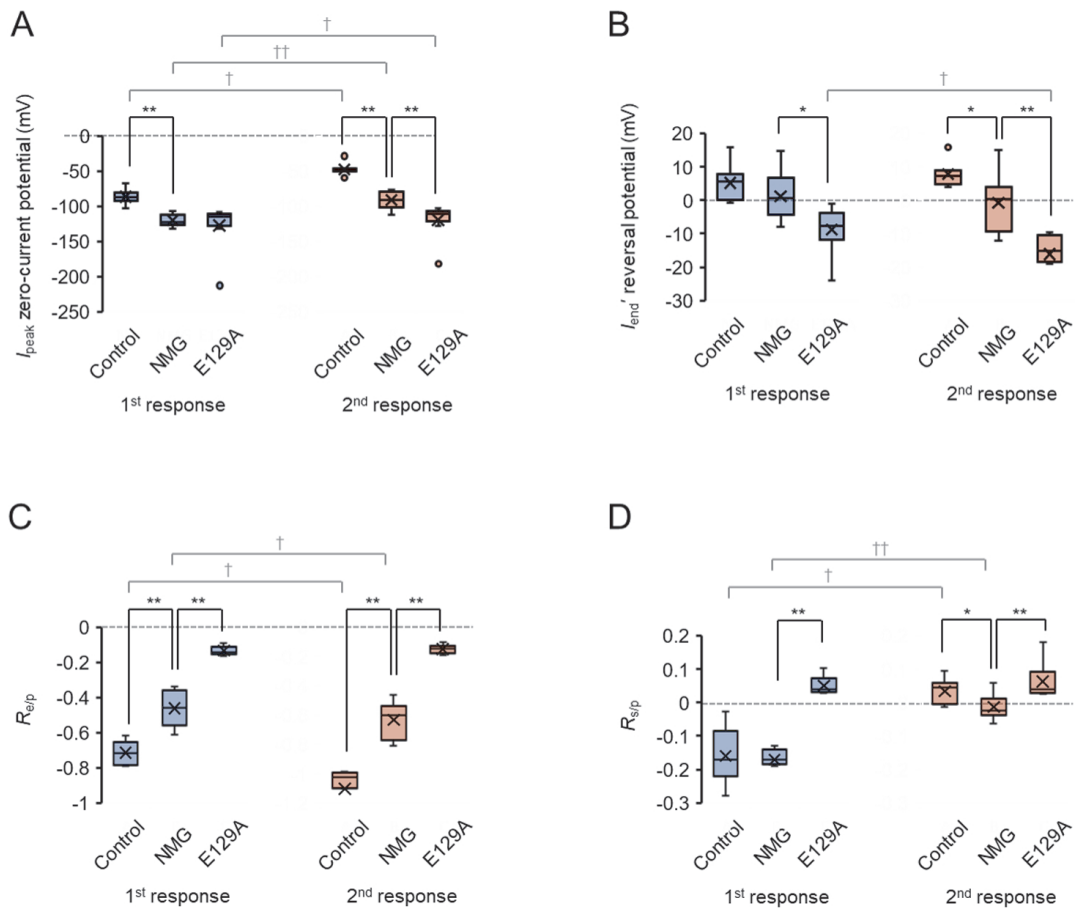 A
†
††
†
**
**
**
I_peak zero-current potential (mV)
0
-50
-100
-150
-200
-250
Control
NMG
E129A
Control
NMG
E129A
1st response
2nd response
B
†
*
*
**
I_end′ reversal potential (mV)
20
10
0
-10
-20
-30
Control
NMG
E129A
Control
NMG
E129A
1st response
2nd response
C
†
†
**
**
**
**
R_e/p
0
-0.2
-0.4
-0.6
-0.8
-1
Control
NMG
E129A
Control
NMG
E129A
1st response
2nd response
D
††
†
**
*
**
R_s/p
0.2
0.1
0
-0.1
-0.2
-0.3
Control
NMG
E129A
Control
NMG
E129A
1st response
2nd response